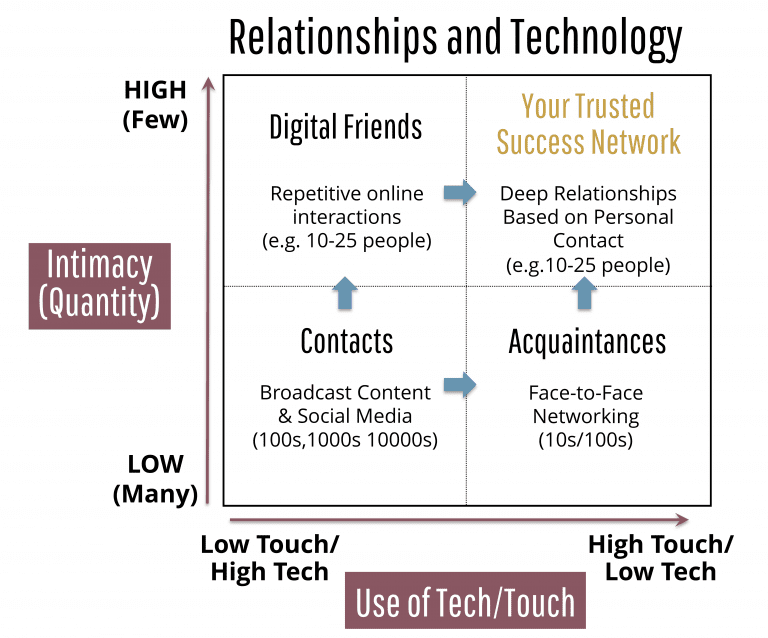 Relationships and Technology
HIGH
(Few)
Digital Friends
Repetitive online
interactions
(e.g. 10-25 people)
Your Trusted
Success Network
Deep Relationships
Based on Personal
Contact
(e.g.10-25 people)
Intimacy
(Quantity)
Contacts
Broadcast Content
& Social Media
(100s,1000s 10000s)
Acquaintances
Face-to-Face
Networking
(10s/100s)
LOW
(Many)
Low Touch/
High Tech
High Touch/
Low Tech
Use of Tech/Touch